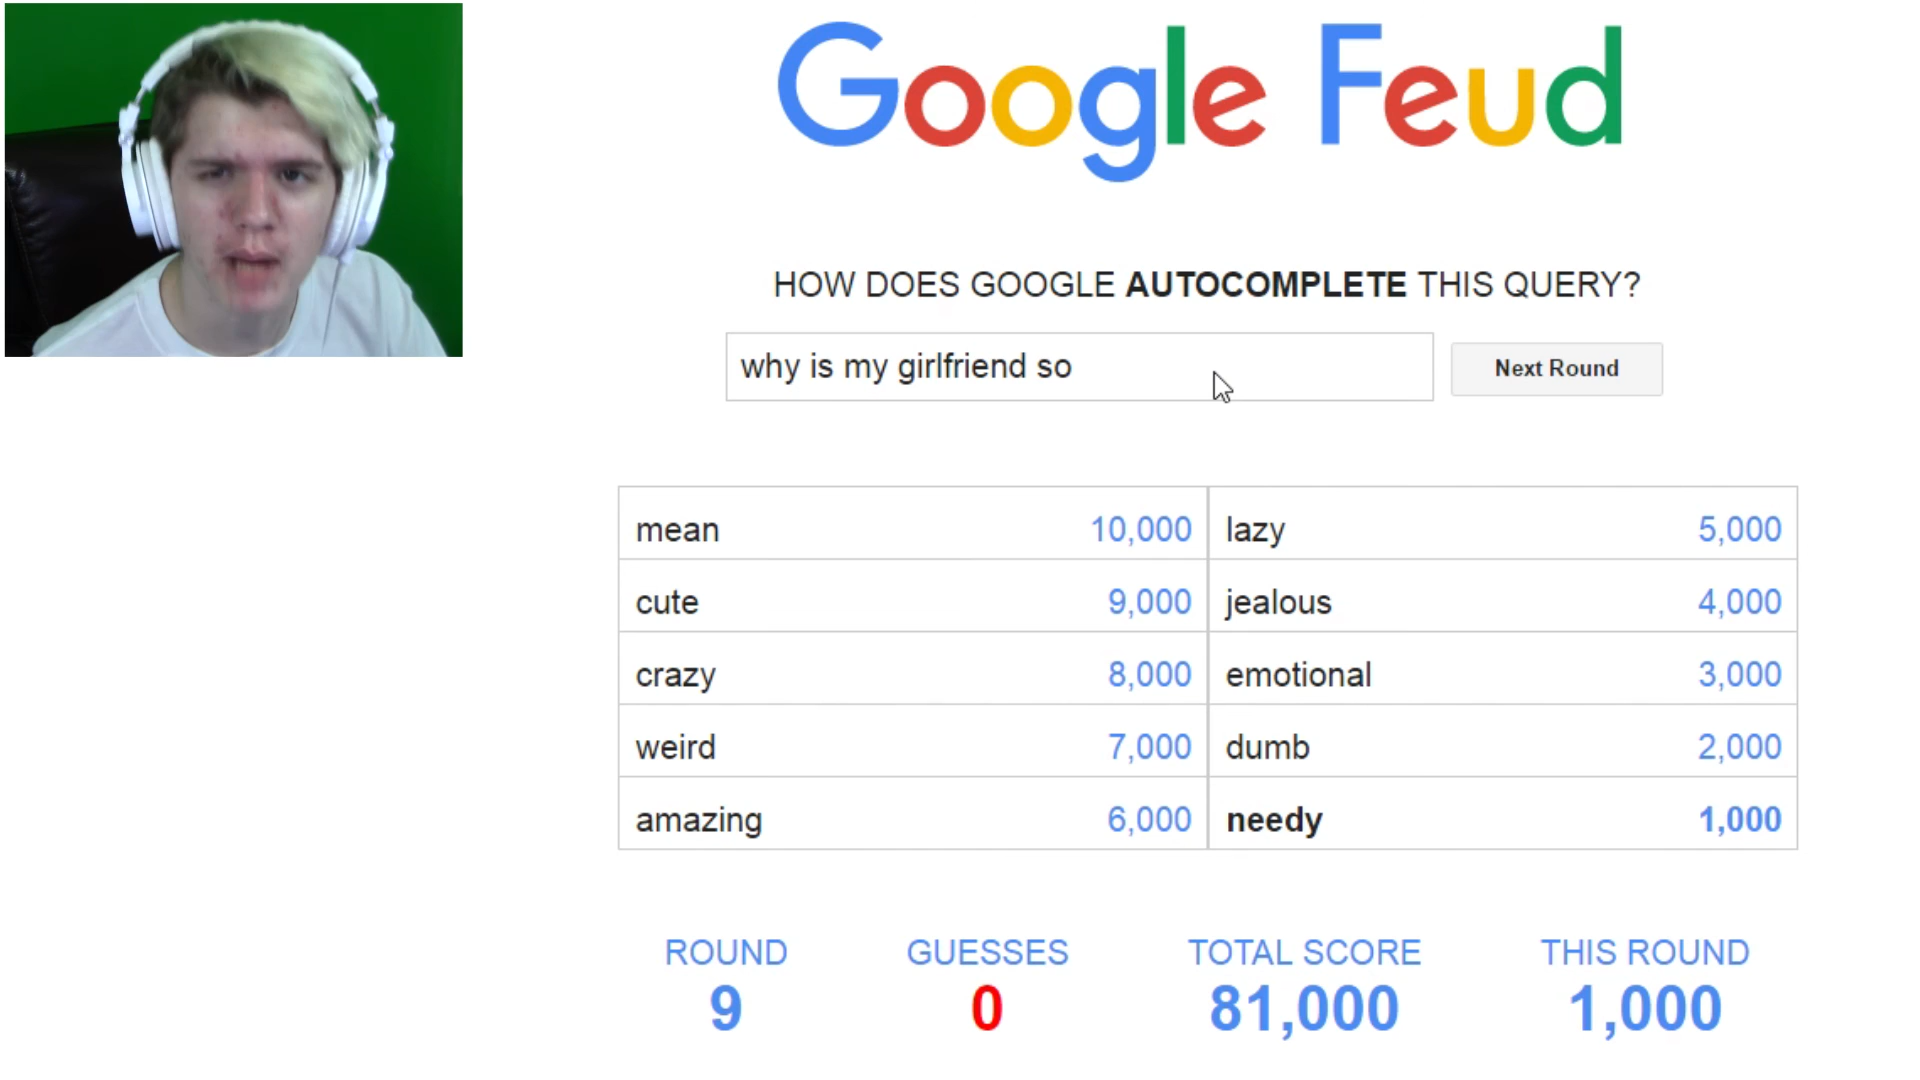 Google Feud
HOW DOES GOOGLE AUTOCOMPLETE THIS QUERY?
why is my girlfriend so
Next Round
mean 10,000 lazy 5,000
cute 9,000 jealous 4,000
crazy 8,000 emotional 3,000
weird 7,000 dumb 2,000
amazing 6,000 needy 1,000
ROUND GUESSES TOTAL SCORE THIS ROUND
9 0 81,000 1,000